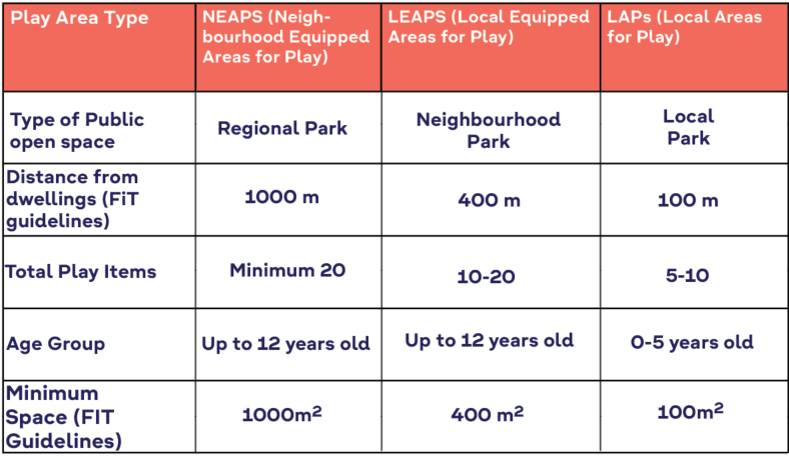 Play Area Type
NEAPS (Neigh-
bourhood Equipped
Areas for Play)
LEAPS (Local Equipped
Areas for Play)
LAPs (Local Areas
for Play)
Type of Public
open space
Regional Park
Neighbourhood
Park
Local
Park
Distance from
dwellings (FiT
guidelines)
1000 m
400 m
100 m
Total Play Items
Minimum 20
10-20
5-10
Age Group
Up to 12 years old
Up to 12 years old
0-5 years old
Minimum
Space (FIT
Guidelines)
1000m²
400 m²
100m²